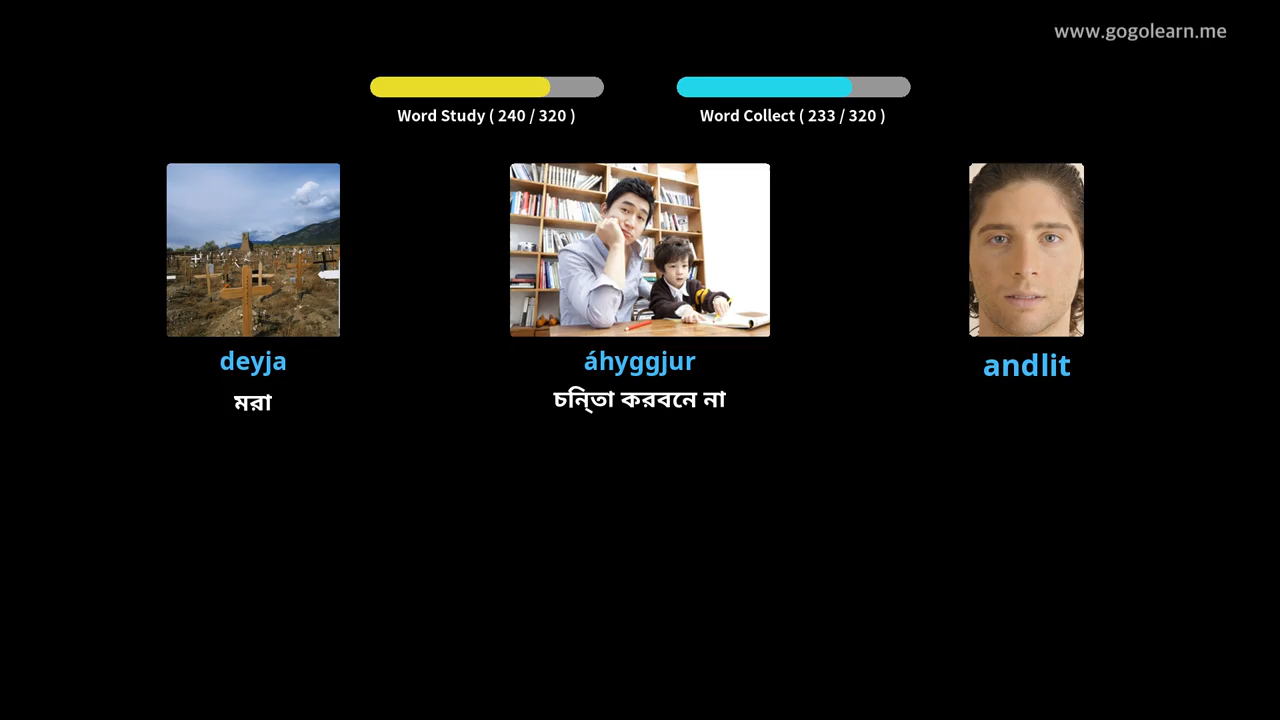 www.gogolearn.me
Word Study ( 240 / 320 )
Word Collect ( 233 / 320 )
deyja
áhyggjur
andlit
মরা
চিন্তা করবেন না